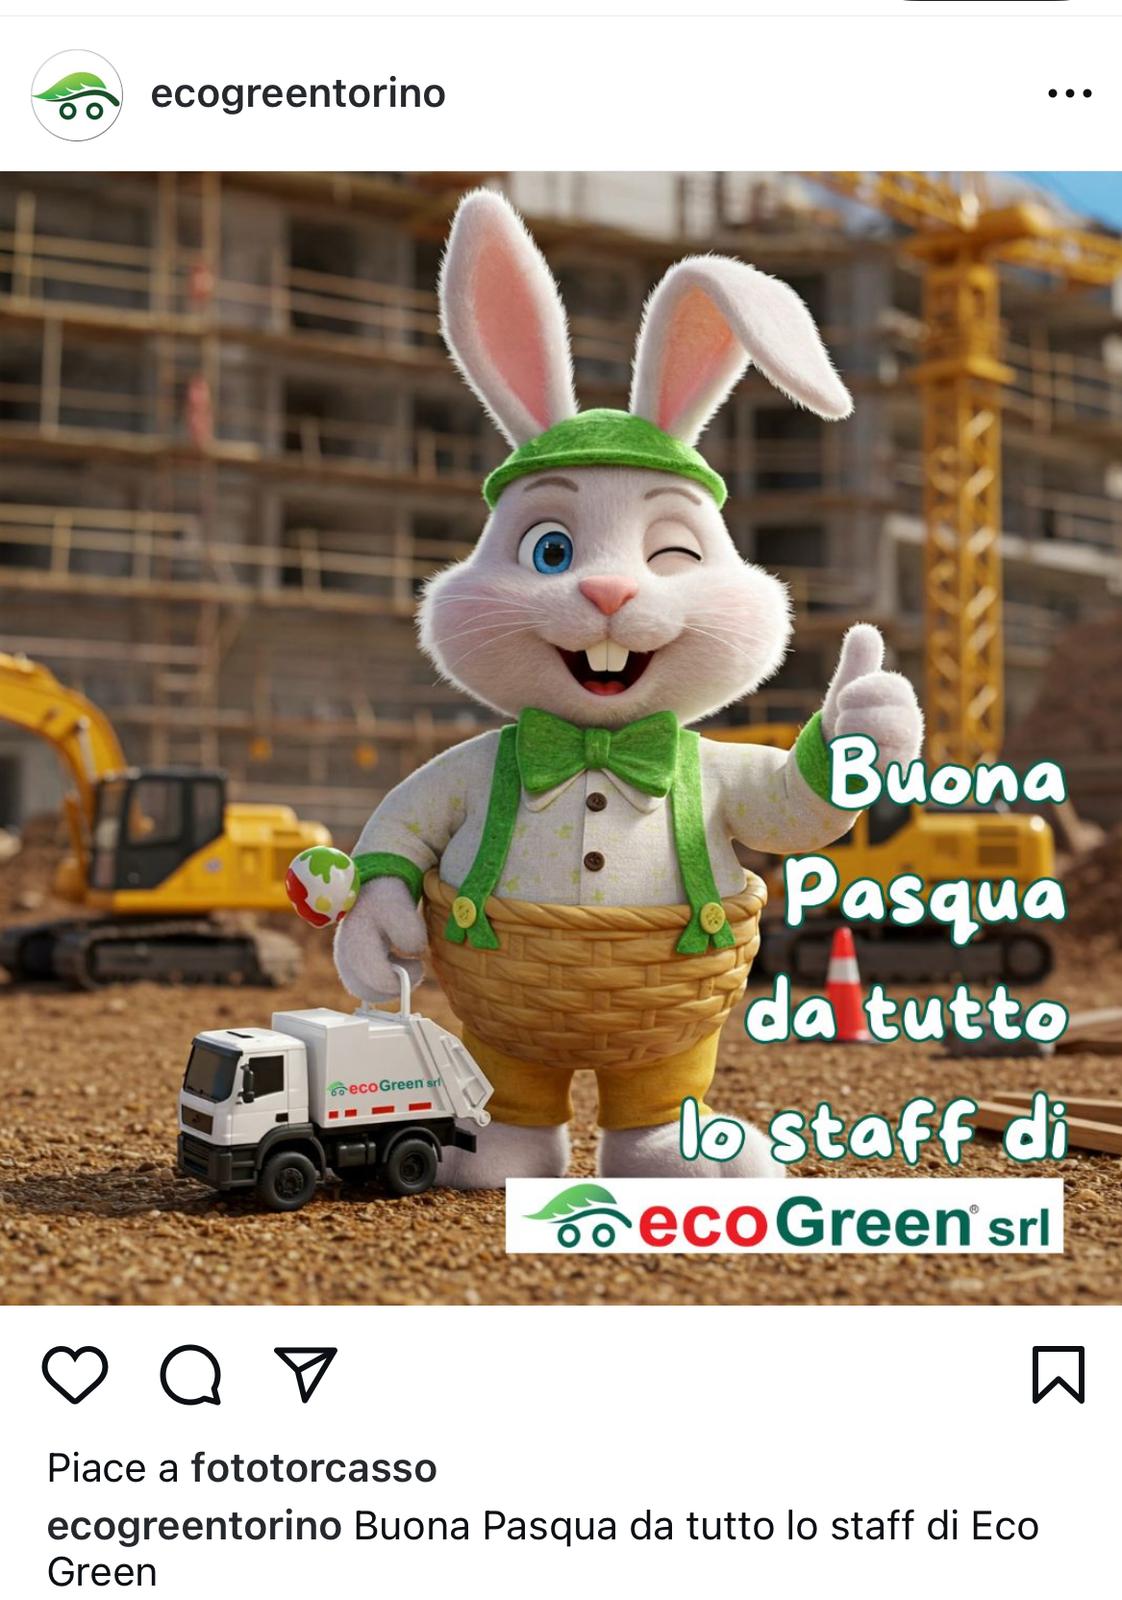 ecogreentorino
Buona
Pasqua
da tutto
lo staff di
ecoGreen srl
ecoGreen® srl
Piace a fototorcasso
ecogreentorino Buona Pasqua da tutto lo staff di Eco
Green